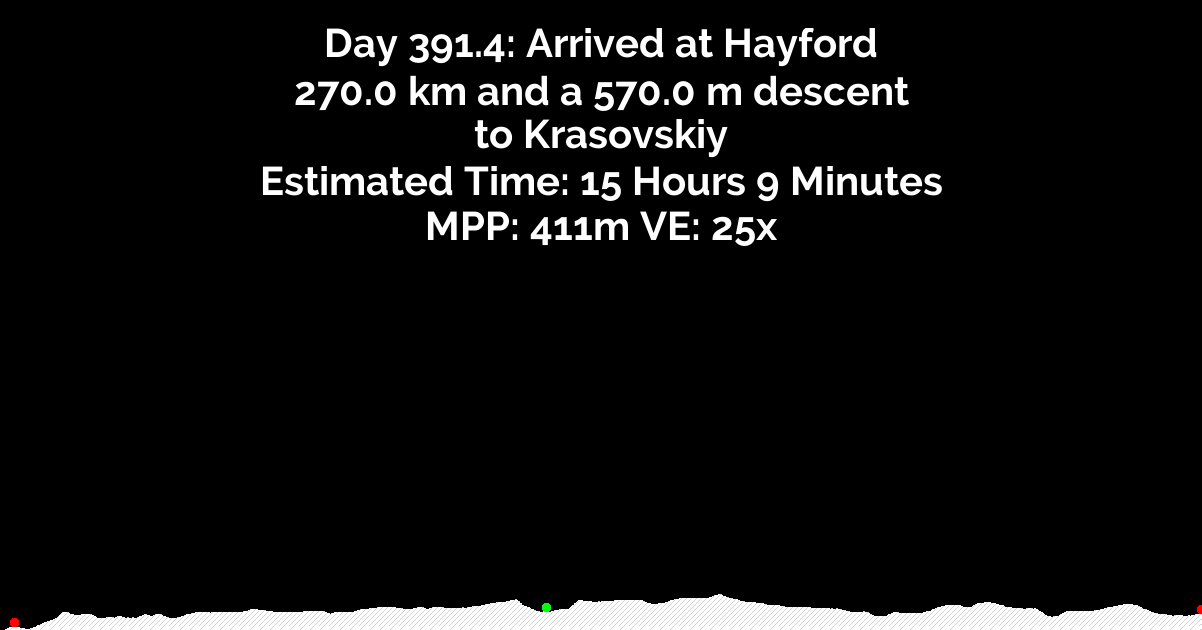 Day 391.4: Arrived at Hayford
270.0 km and a 570.0 m descent
to Krasovskiy
Estimated Time: 15 Hours 9 Minutes
MPP: 411m VE: 25x